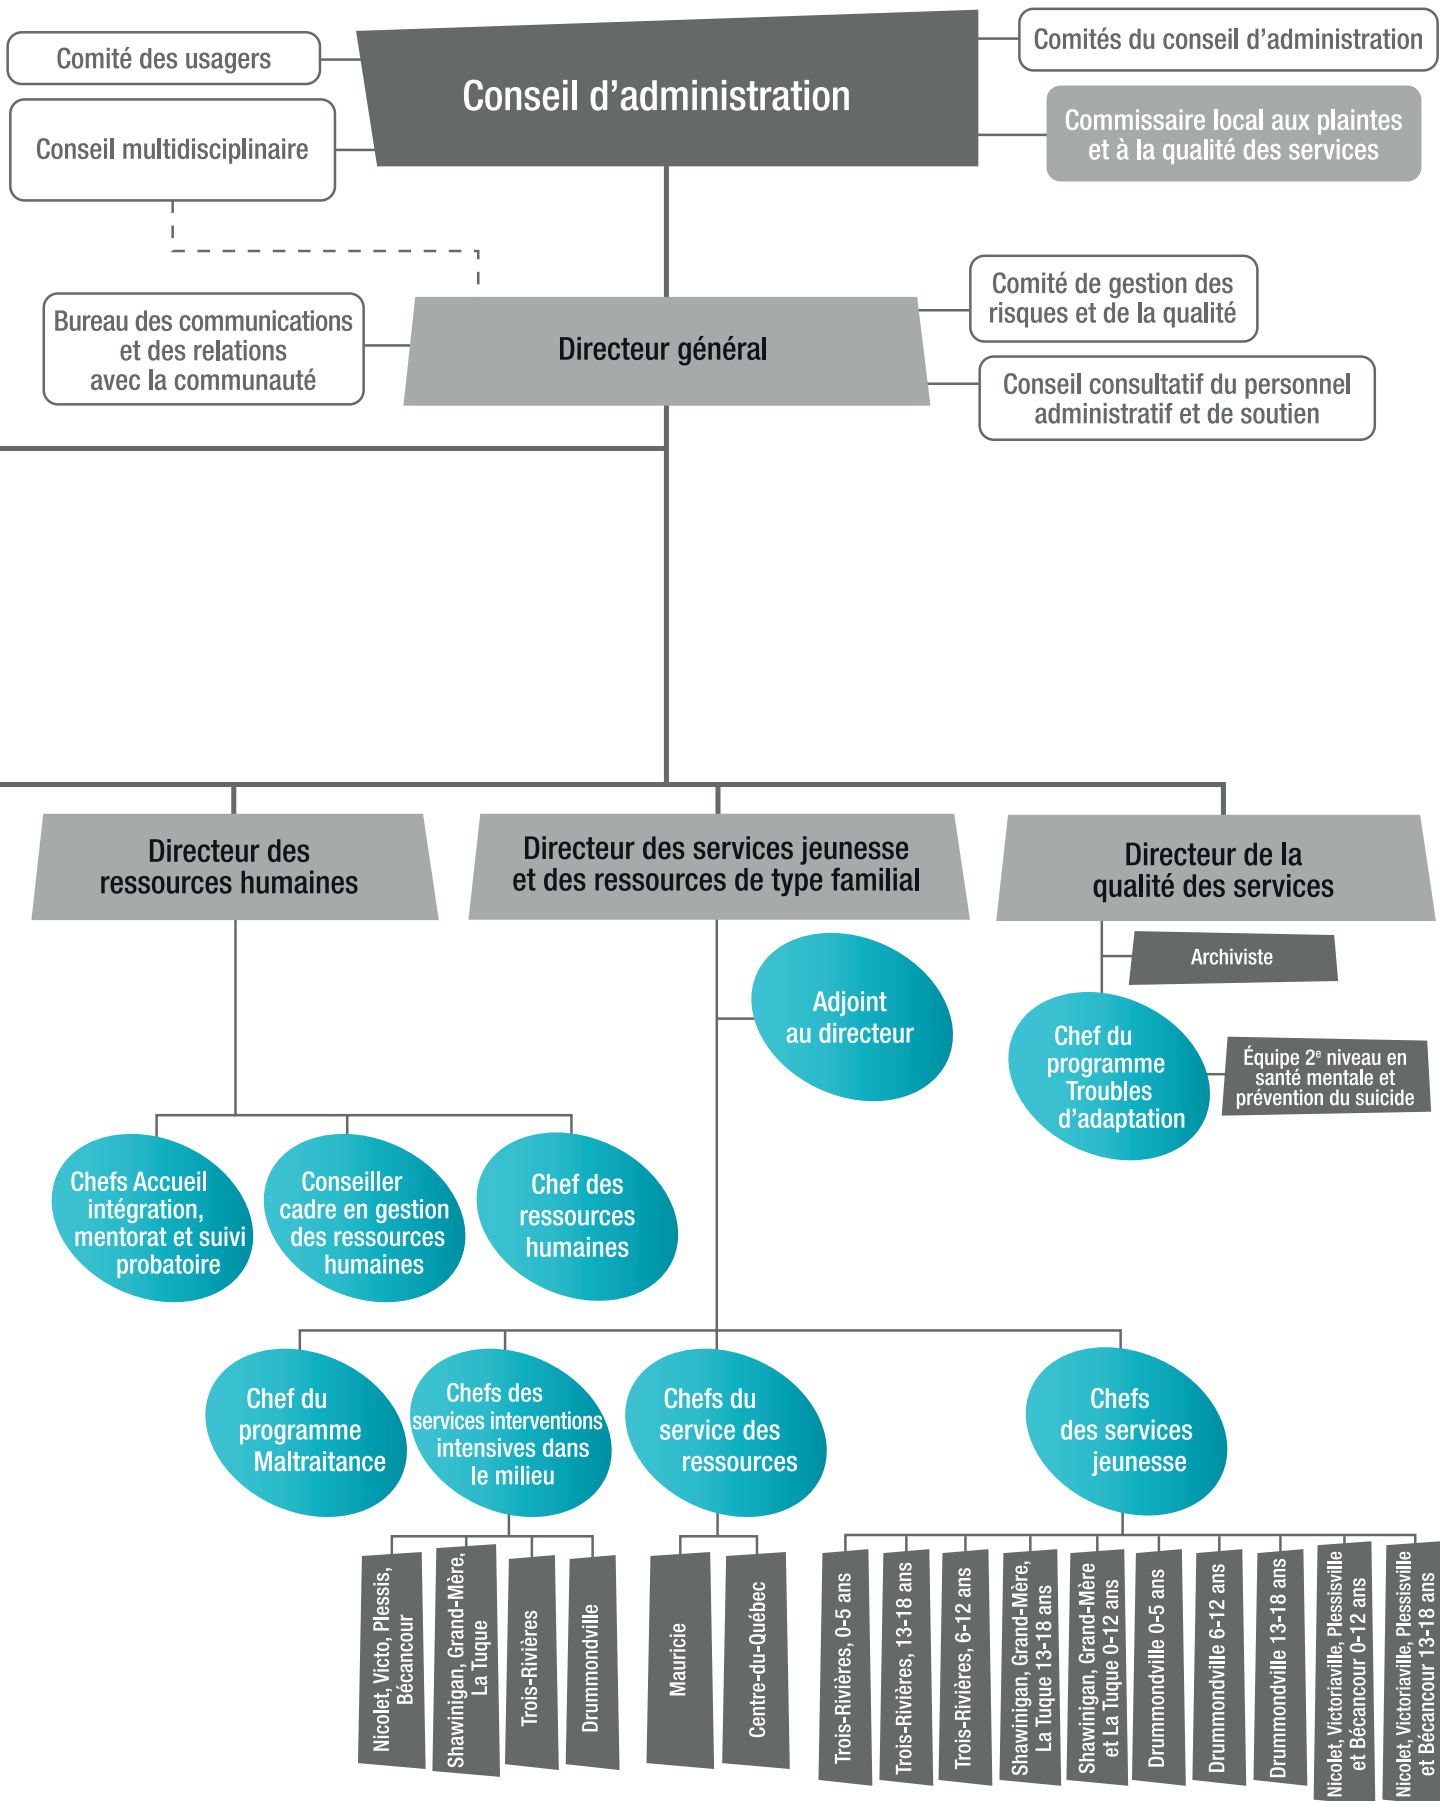 Comité des usagers
Conseil d’administration
Comités du conseil d’administration
Conseil multidisciplinaire
Commissaire local aux plaintes
et à la qualité des services
Bureau des communications
et des relations
avec la communauté
Directeur général
Comité de gestion des
risques et de la qualité
Conseil consultatif du personnel
administratif et de soutien
Directeur des
ressources humaines
Directeur des services jeunesse
et des ressources de type familial
Directeur de la
qualité des services
Archiviste
Adjoint
au directeur
Chef du
programme
Troubles
d’adaptation
Équipe 2e niveau en
santé mentale et
prévention du suicide
Chefs Accueil
intégration,
mentorat et suivi
probatoire
Conseiller
cadre en gestion
des ressources
humaines
Chef des
ressources
humaines
Chef du
programme
Maltraitance
Chefs des
services interventions
intensives dans
le milieu
Chefs du
service des
ressources
Chefs
des services
jeunesse
Nicolet, Victo, Plessis,
Bécancour
Shawinigan, Grand-Mère,
La Tuque
Trois-Rivières
Drummondville
Mauricie
Centre-du-Québec
Trois-Rivières, 0-5 ans
Trois-Rivières, 13-18 ans
Trois-Rivières, 6-12 ans
Shawinigan, Grand-Mère,
La Tuque 13-18 ans
Shawinigan, Grand-Mère
et La Tuque 0-12 ans
Drummondville 0-5 ans
Drummondville 6-12 ans
Drummondville 13-18 ans
Nicolet, Victoriaville, Plessisville
et Bécancour 0-12 ans
Nicolet, Victoriaville, Plessisville
et Bécancour 13-18 ans